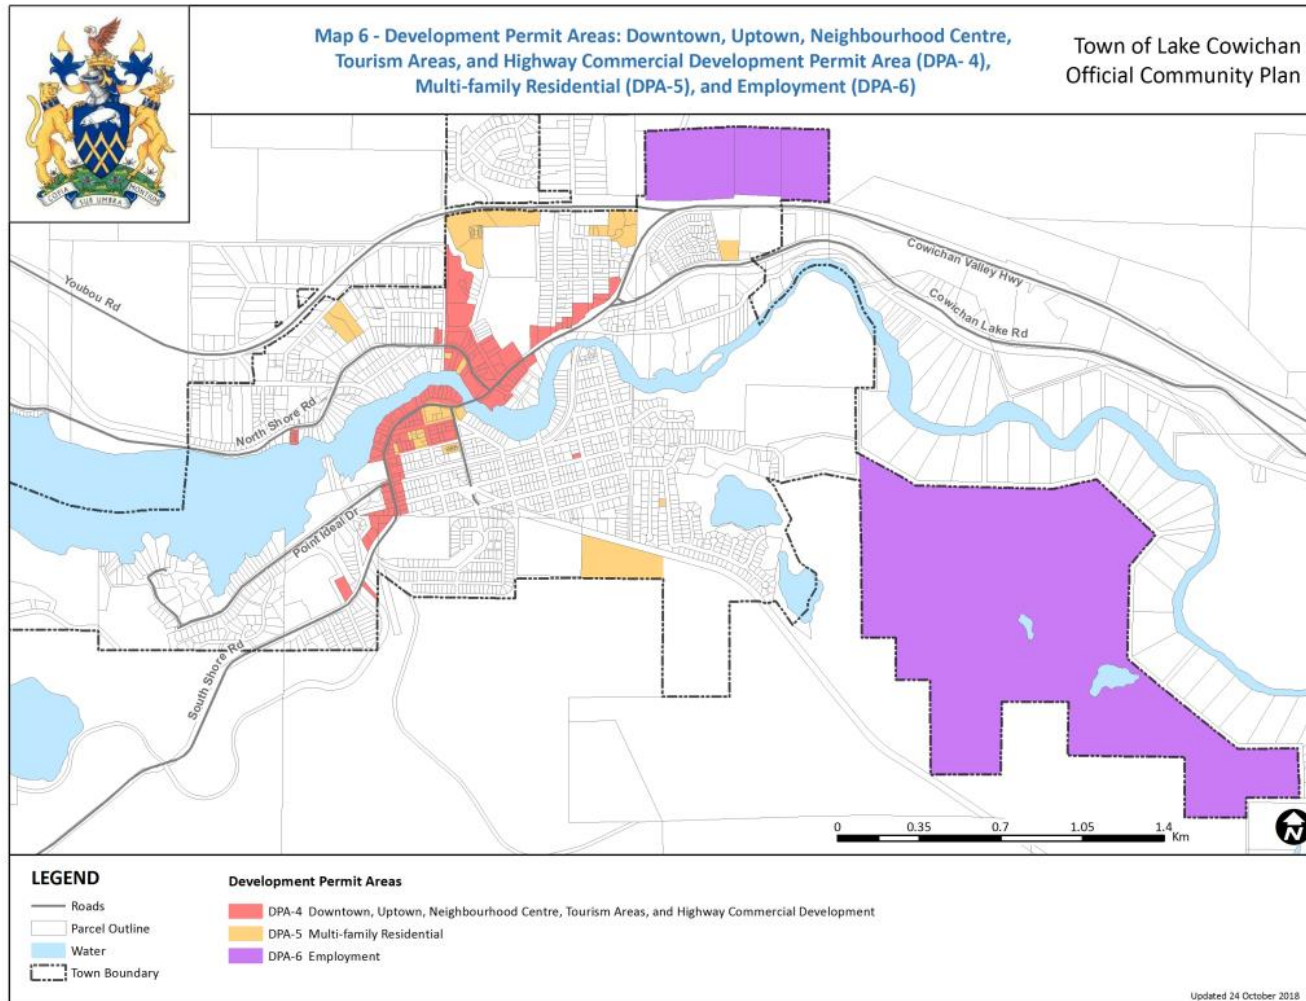 Map 6 - Development Permit Areas: Downtown, Uptown, Neighbourhood Centre,
Tourism Areas, and Highway Commercial Development Permit Area (DPA- 4),
Multi-family Residential (DPA-5), and Employment (DPA-6)
Town of Lake Cowichan
Official Community Plan
COPIA
SUB UMBRA
MONTIUM
Youbou Rd
North Shore Rd
Point Ideal Dr
South Shore Rd
Cowichan Valley Hwy
Cowichan Lake Rd
0 0.35 0.7 1.05 1.4
Km
N
LEGEND
Roads
Parcel Outline
Water
Town Boundary
Development Permit Areas
DPA-4 Downtown, Uptown, Neighbourhood Centre, Tourism Areas, and Highway Commercial Development
DPA-5 Multi-family Residential
DPA-6 Employment
Updated 24 October 2018